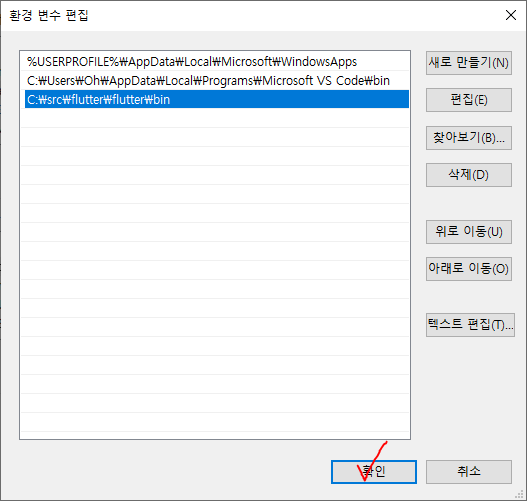 환경 변수 편집
%USERPROFILE%₩AppData₩Local₩Microsoft₩WindowsApps
C:₩Users₩Oh₩AppData₩Local₩Programs₩Microsoft VS Code₩bin
C:₩src₩flutter₩flutter₩bin
새로 만들기(N)
편집(E)
찾아보기(B)...
삭제(D)
위로 이동(U)
아래로 이동(O)
텍스트 편집(T)...
확인
취소